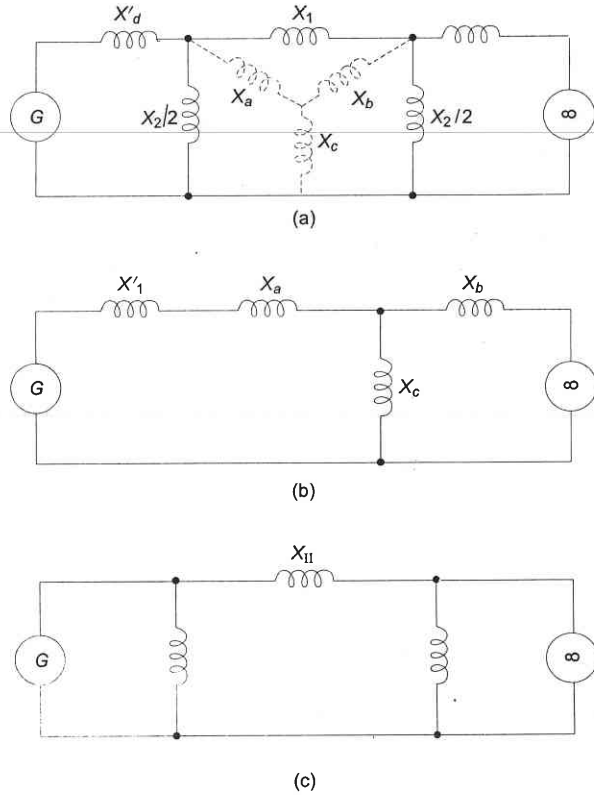 X'd X1
Xa Xb
G X2/2 Xc X2/2 ∞
(a)
X'1 Xa Xb
G Xc ∞
(b)
XII
G ∞
(c)